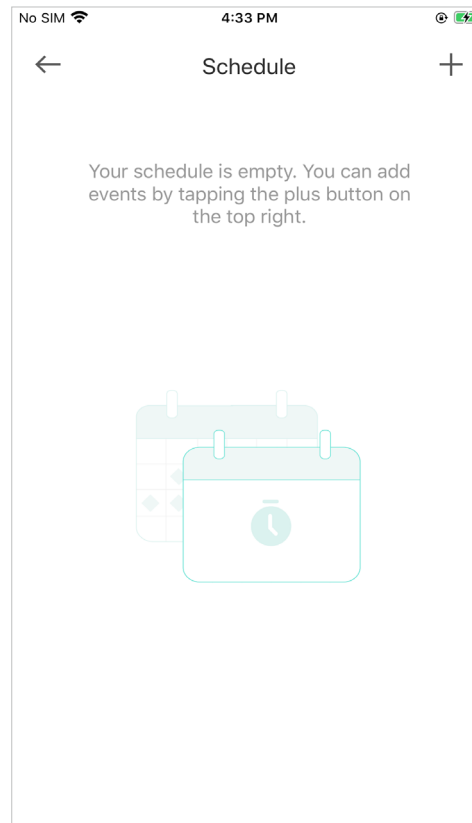 No SIM 4:33 PM
Schedule
Your schedule is empty. You can add
events by tapping the plus button on
the top right.